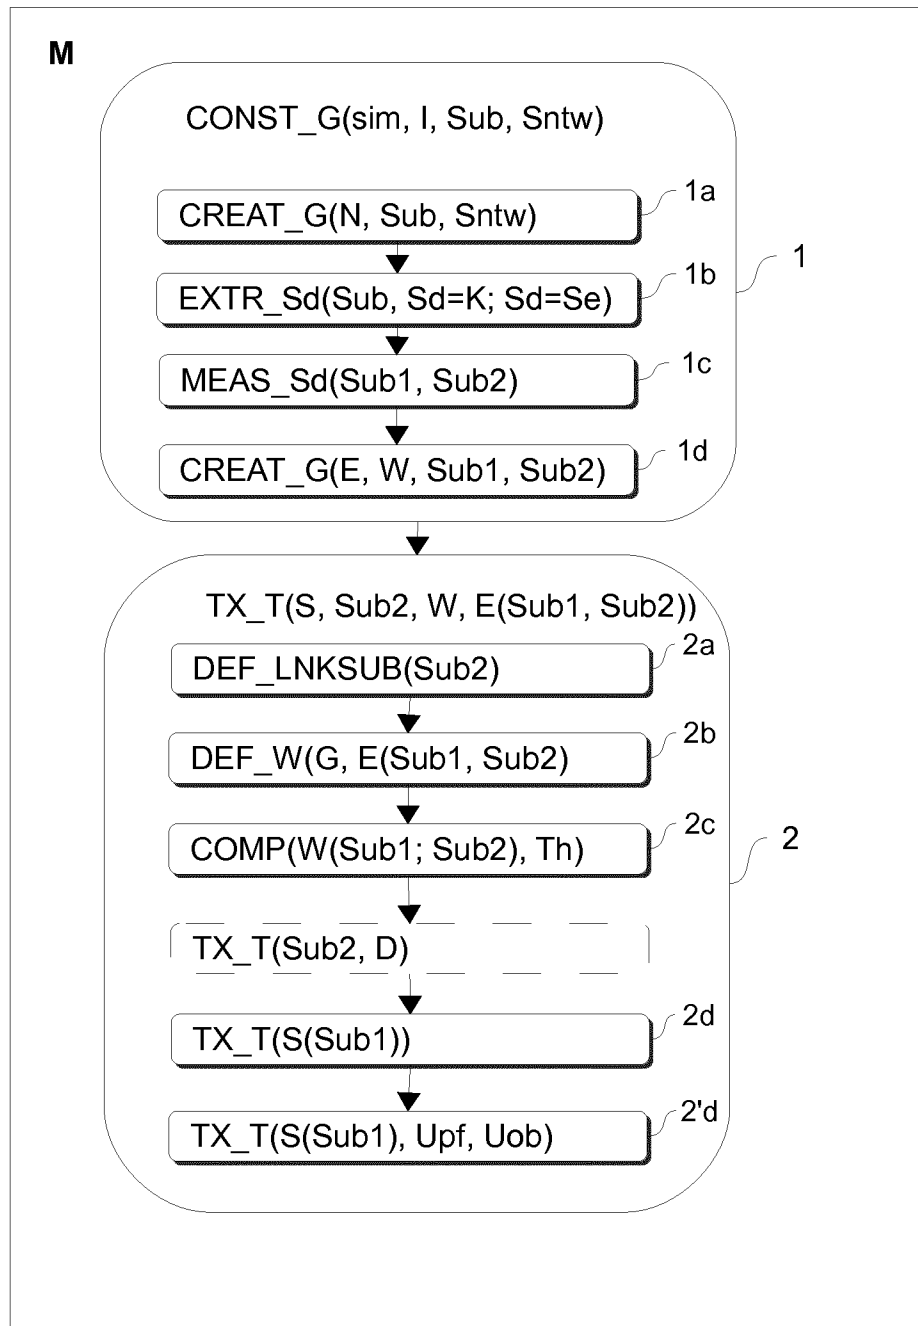 M
CONST_G(sim, I, Sub, Sntw)
1a
CREAT_G(N, Sub, Sntw)
1
1b
EXTR_Sd(Sub, Sd=K; Sd=Se)
1c
MEAS_Sd(Sub1, Sub2)
1d
CREAT_G(E, W, Sub1, Sub2)
TX_T(S, Sub2, W, E(Sub1, Sub2))
2a
DEF_LNKSUB(Sub2)
2b
DEF_W(G, E(Sub1, Sub2)
2c
COMP(W(Sub1; Sub2), Th)
2
TX_T(Sub2, D)
2d
TX_T(S(Sub1))
2'd
TX_T(S(Sub1), Upf, Uob)